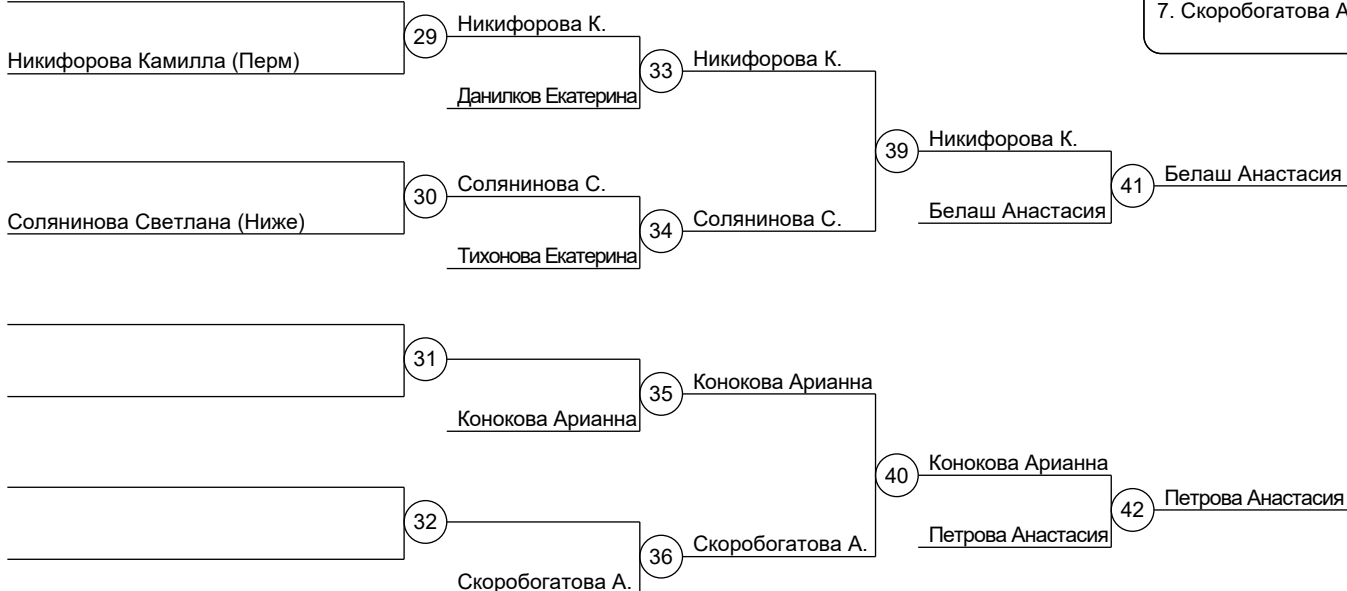 7. Скоробогатова А
29
Никифорова К.
Никифорова Камилла (Перм)
33
Никифорова К.
Данилков Екатерина
39
Никифорова К.
30
Солянинова С.
41
Белаш Анастасия
Солянинова Светлана (Ниже)
34
Солянинова С.
Белаш Анастасия
Тихонова Екатерина
31
35
Конокова Арианна
Конокова Арианна
40
Конокова Арианна
32
42
Петрова Анастасия
36
Скоробогатова А.
Петрова Анастасия
Скоробогатова А.